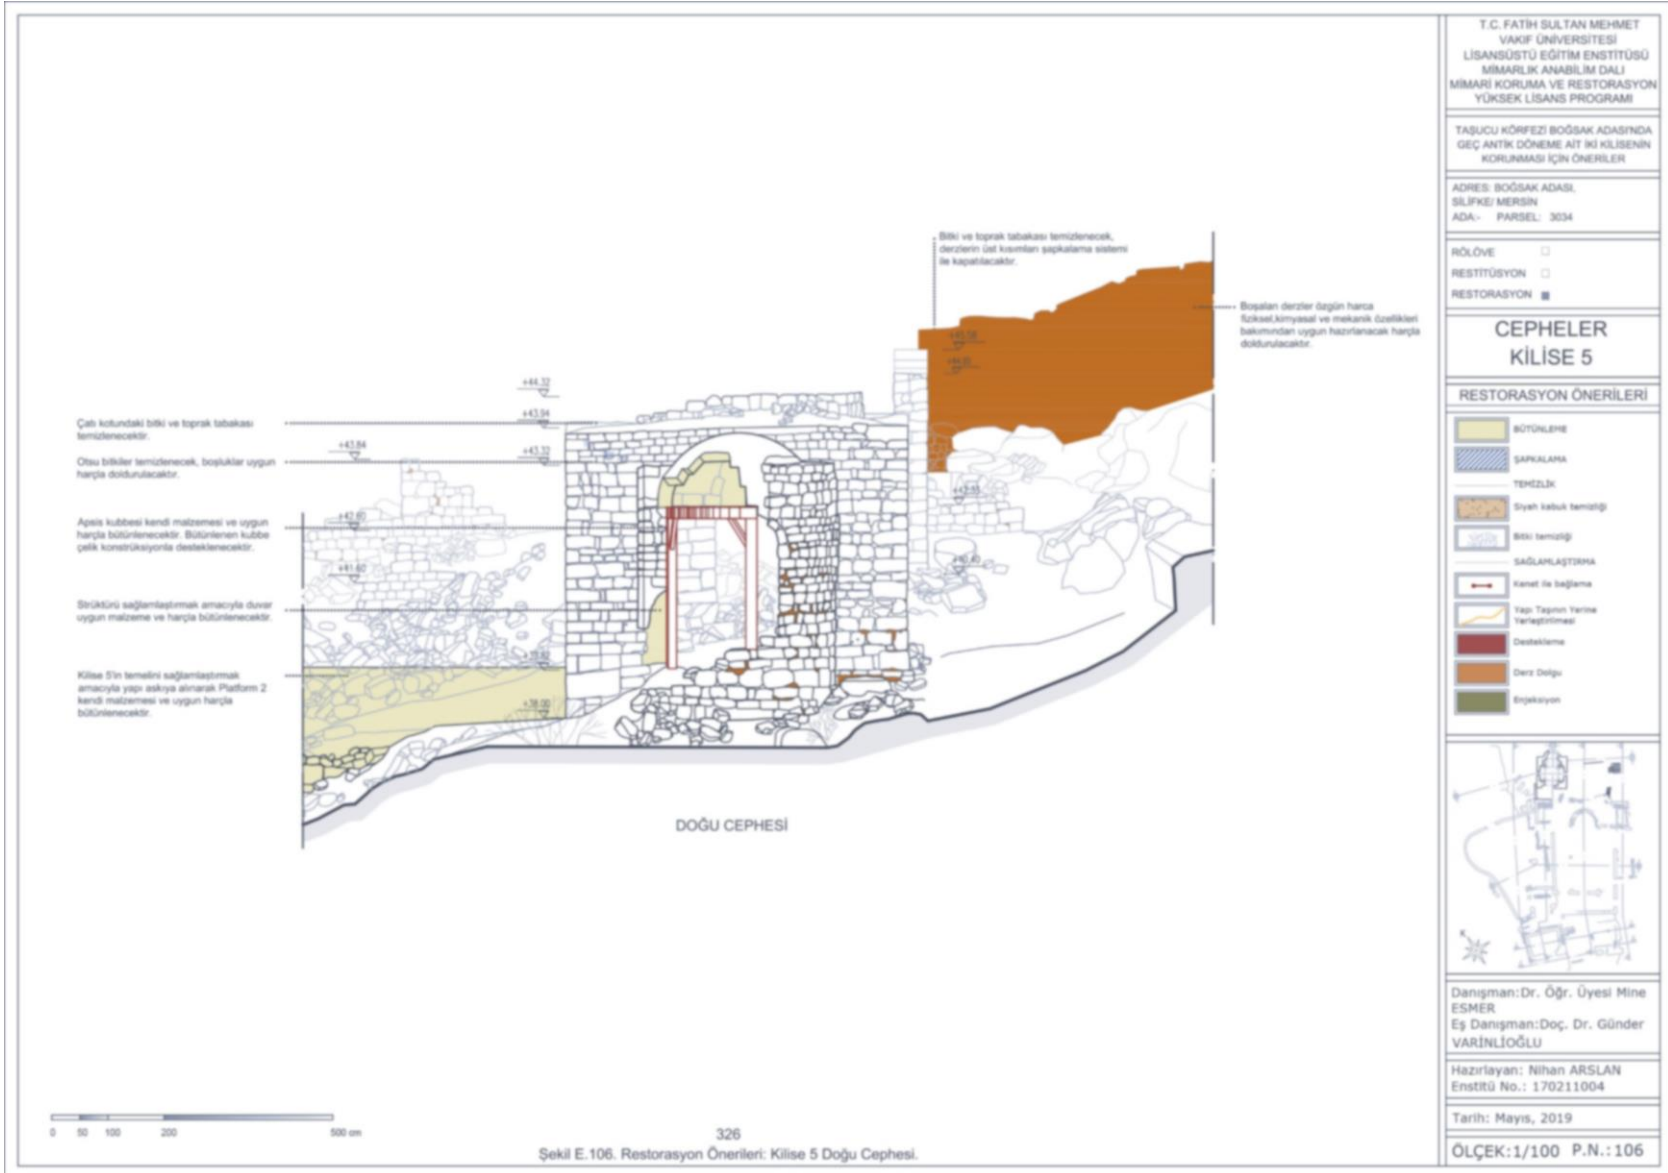 T.C. FATİH SULTAN MEHMET
VAKIF ÜNİVERSİTESİ
LİSANSÜSTÜ EĞİTİM ENSTİTÜSÜ
MİMARLIK ANABİLİM DALI
MİMARİ KORUMA VE RESTORASYON
YÜKSEK LİSANS PROGRAMI
TAŞUCU KÖRFEZİ BOĞSAK ADASI'NDA
GEÇ ANTİK DÖNEME AİT İKİ KİLİSENİN
KORUNMASI İÇİN ÖNERİLER
ADRES: BOĞSAK ADASI,
SİLİFKE/ MERSİN
ADA:- PARSEL: 3034
RÖLÖVE
RESTİTÜSYON
RESTORASYON
CEPHELER
KİLİSE 5
RESTORASYON ÖNERİLERİ
BÜTÜNLEME
ŞAPKALAMA
TEMİZLİK
Siyah kabuk temizliği
Bitki temizliği
SAĞLAMLAŞTIRMA
Kenet ile bağlama
Yapı Taşının Yerine
Yerleştirilmesi
Destekleme
Derz Dolgu
Enjeksiyon
K
Danışman:Dr. Öğr. Üyesi Mine
ESMER
Eş Danışman:Doç. Dr. Günder
VARİNLİOĞLU
Hazırlayan: Nihan ARSLAN
Enstitü No.: 170211004
Tarih: Mayıs, 2019
ÖLÇEK:1/100 P.N.:106
Bitki ve toprak tabakası temizlenecek,
derzlerin üst kısımları şapkalama sistemi
ile kapatılacaktır.
Boşalan derzler özgün harca
fiziksel,kimyasal ve mekanik özellikleri
bakımından uygun hazırlanacak harçla
doldurulacaktır.
+44.32
+43.94
+43.84
+43.32
+42.60
+41.60
+38.00
Çatı kotundaki bitki ve toprak tabakası
temizlenecektir.
Otsu bitkiler temizlenecek, boşluklar uygun
harçla doldurulacaktır.
Apsis kubbesi kendi malzemesi ve uygun
harçla bütünlenecektir. Bütünlenen kubbe
çelik konstrüksiyonla desteklenecektir.
Strüktürü sağlamlaştırmak amacıyla duvar
uygun malzeme ve harçla bütünlenecektir.
Kilise 5'in temelini sağlamlaştırmak
amacıyla yapı askıya alınarak Platform 2
kendi malzemesi ve uygun harçla
bütünlenecektir.
DOĞU CEPHESİ
0 50 100 200 500 cm
326
Şekil E.106. Restorasyon Önerileri: Kilise 5 Doğu Cephesi.